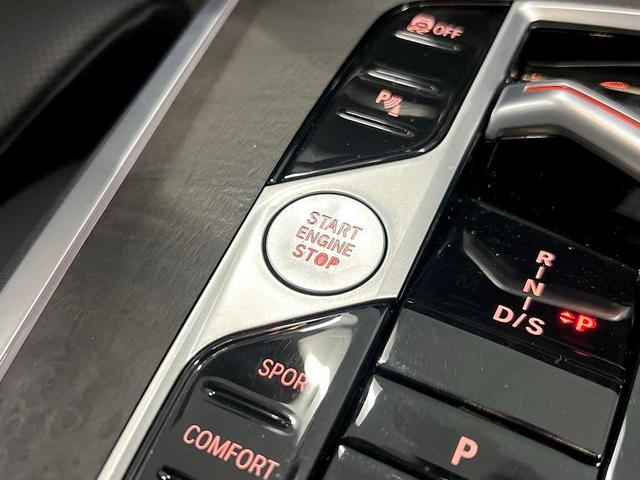 OFF
P
START
ENGINE
STOP
R
I
N
I
D/S
P
SPOR
COMFORT
P